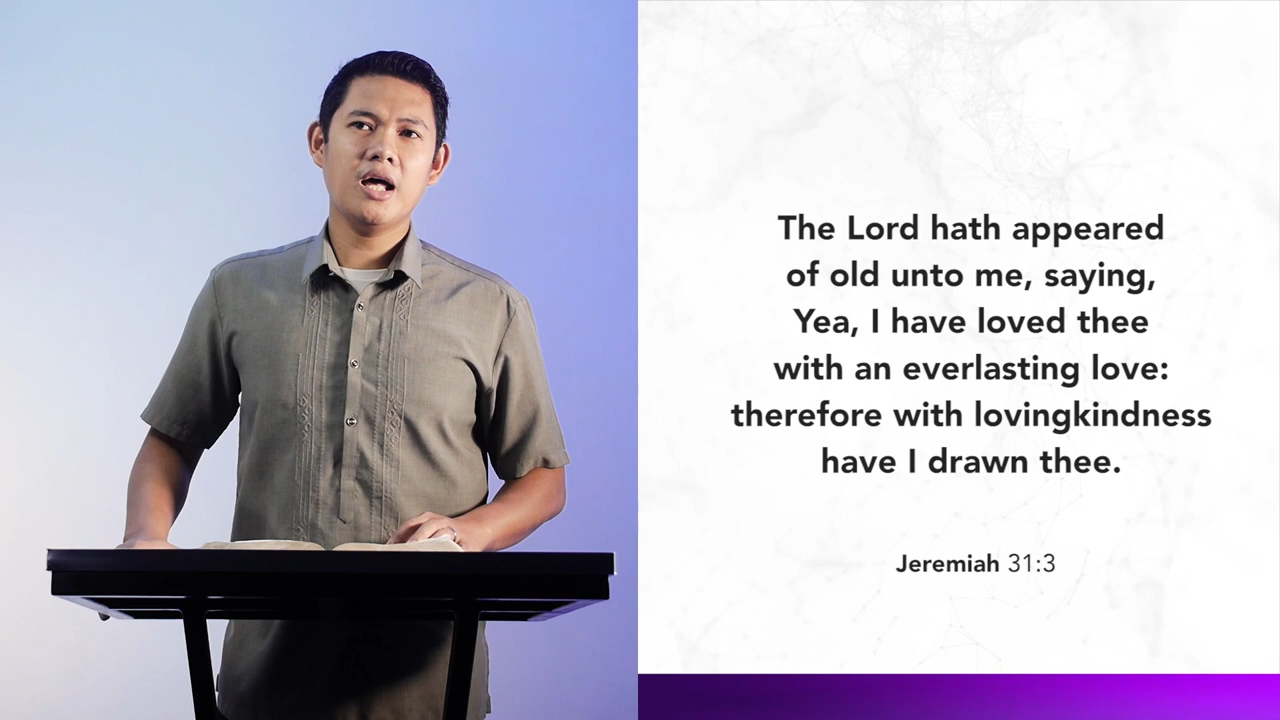 The Lord hath appeared
of old unto me, saying,
Yea, I have loved thee
with an everlasting love:
therefore with lovingkindness
have I drawn thee.
Jeremiah 31:3